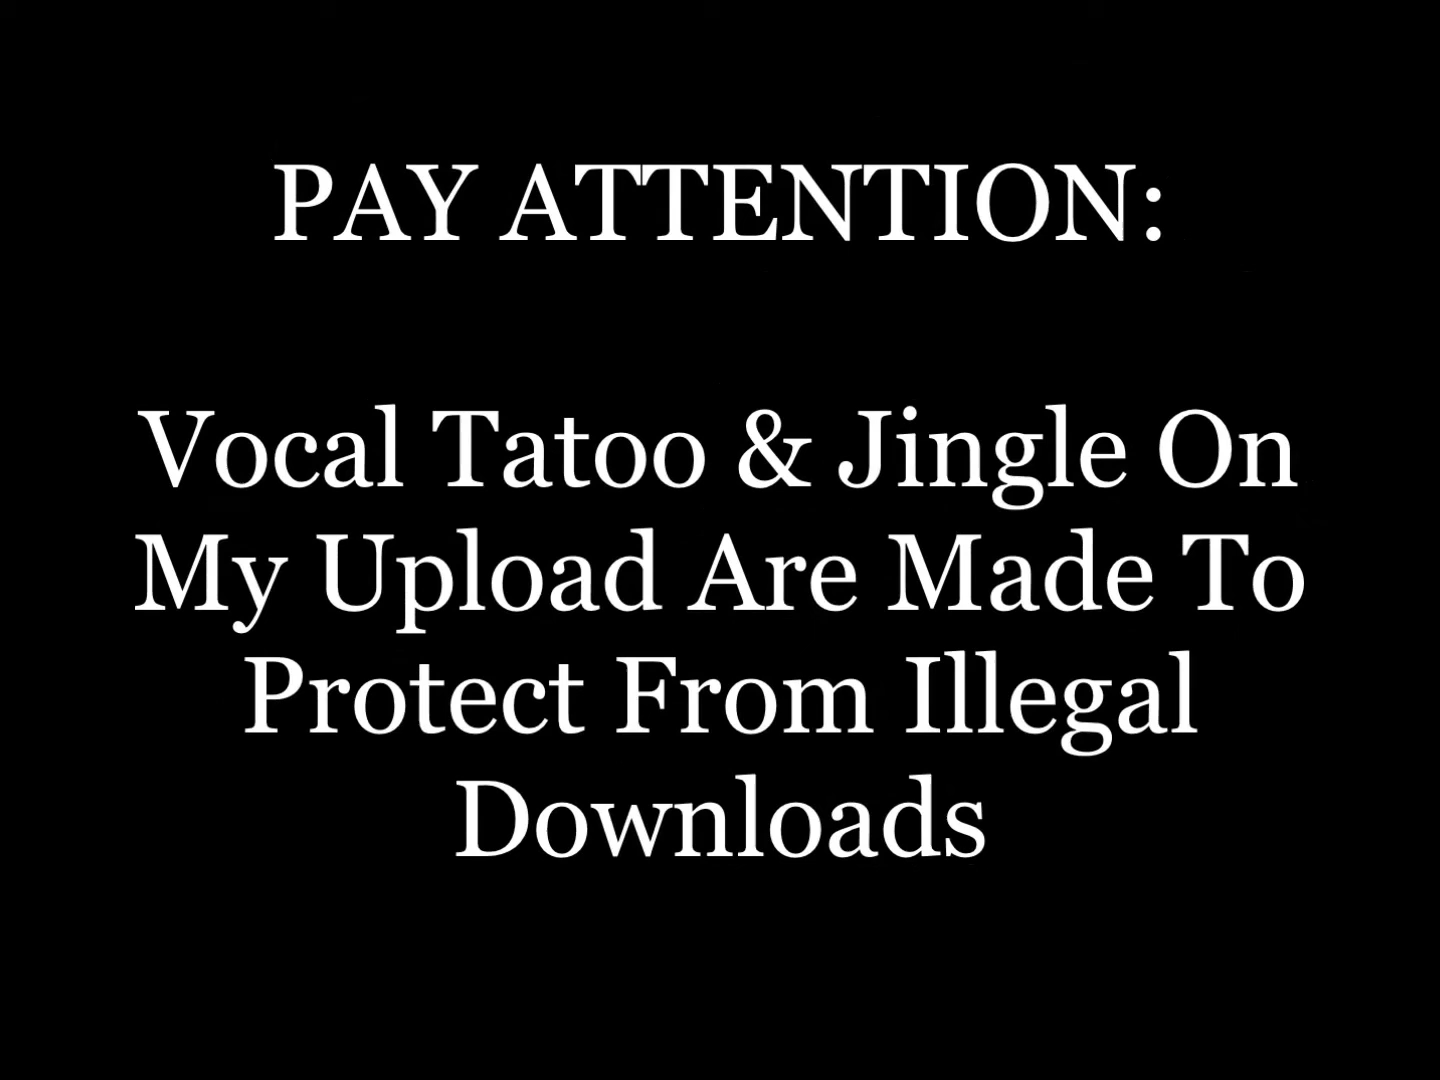 PAY ATTENTION:
Vocal Tatoo & Jingle On
My Upload Are Made To
Protect From Illegal
Downloads